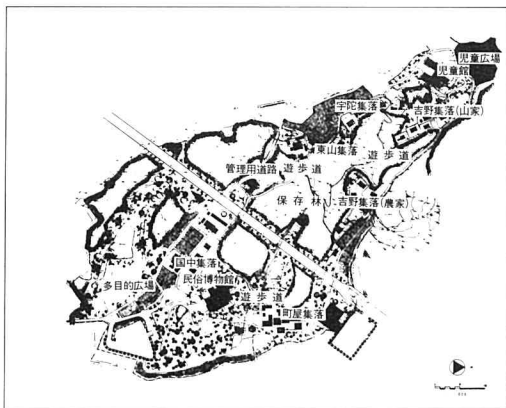 児童広場
児童館
宇陀集落
吉野集落(山家)
東山集落
遊歩道
管理用道路
遊歩道
保存林
吉野集落(農家)
国中集落
民俗博物館
多目的広場
遊歩道
町屋集落